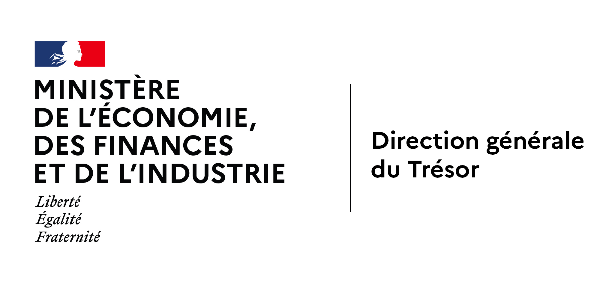 MINISTÈRE
DE L'ÉCONOMIE,
DES FINANCES
ET DE L'INDUSTRIE
Liberté
Égalité
Fraternité
Direction générale
du Trésor